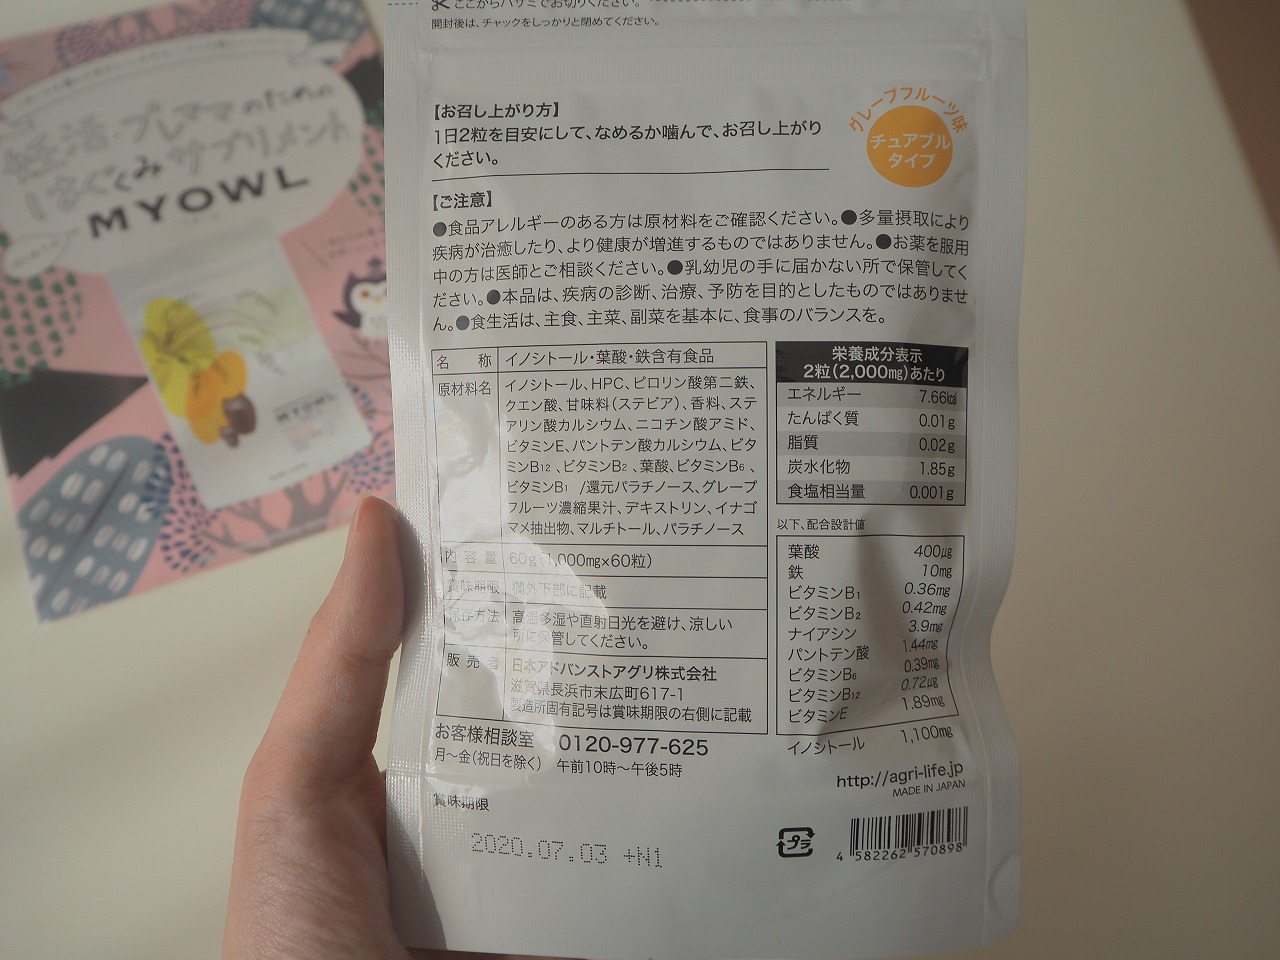 ここからハサミでお切りください。
開封後は、チャックをしっかりと閉めてください。
【お召し上がり方】
1日2粒を目安にして、なめるか噛んで、お召し上がり
ください。
グレープフルーツ味
チュアブル
タイプ
【ご注意】
●食品アレルギーのある方は原材料をご確認ください。●多量摂取により
疾病が治癒したり、より健康が増進するものではありません。●お薬を服用
中の方は医師とご相談ください。●乳幼児の手に届かない所で保管してく
ださい。●本品は、疾病の診断、治療、予防を目的としたものではありませ
ん。●食生活は、主食、主菜、副菜を基本に、食事のバランスを。
名称 イノシトール・葉酸・鉄含有食品
原材料名 イノシトール、HPC、ピロリン酸第二鉄、
クエン酸、甘味料(ステビア)、香料、ステ
アリン酸カルシウム、ニコチン酸アミド、
ビタミンE、パントテン酸カルシウム、ビタ
ミンB12、ビタミンB2、葉酸、ビタミンB6、
ビタミンB1 /還元パラチノース、グレープ
フルーツ濃縮果汁、デキストリン、イナゴ
マメ抽出物、マルチトール、パラチノース
内容量 60g(1,000mg×60粒)
賞味期限 欄外下部に記載
保存方法 高温多湿や直射日光を避け、涼しい
所に保管してください。
販売者 日本アドバンストアグリ株式会社
滋賀県長浜市末広町617-1
製造所固有記号は賞味期限の右側に記載
お客様相談室 0120-977-625
月〜金(祝日を除く) 午前10時〜午後5時
賞味期限
2020.07.03 +N1
栄養成分表示
2粒(2,000mg)あたり
エネルギー 7.66kcal
たんぱく質 0.01g
脂質 0.02g
炭水化物 1.85g
食塩相当量 0.001g
以下、配合設計値
葉酸 400μg
鉄 10mg
ビタミンB1 0.36mg
ビタミンB2 0.42mg
ナイアシン 3.9mg
パントテン酸 1.44mg
ビタミンB6 0.39mg
ビタミンB12 0.72μg
ビタミンE 1.89mg
イノシトール 1,100mg
http://agri-life.jp
MADE IN JAPAN
プラ
4 582262 570898
妊活・プレママのための
はぐくみサプリメント
MYOWL
MYOWL